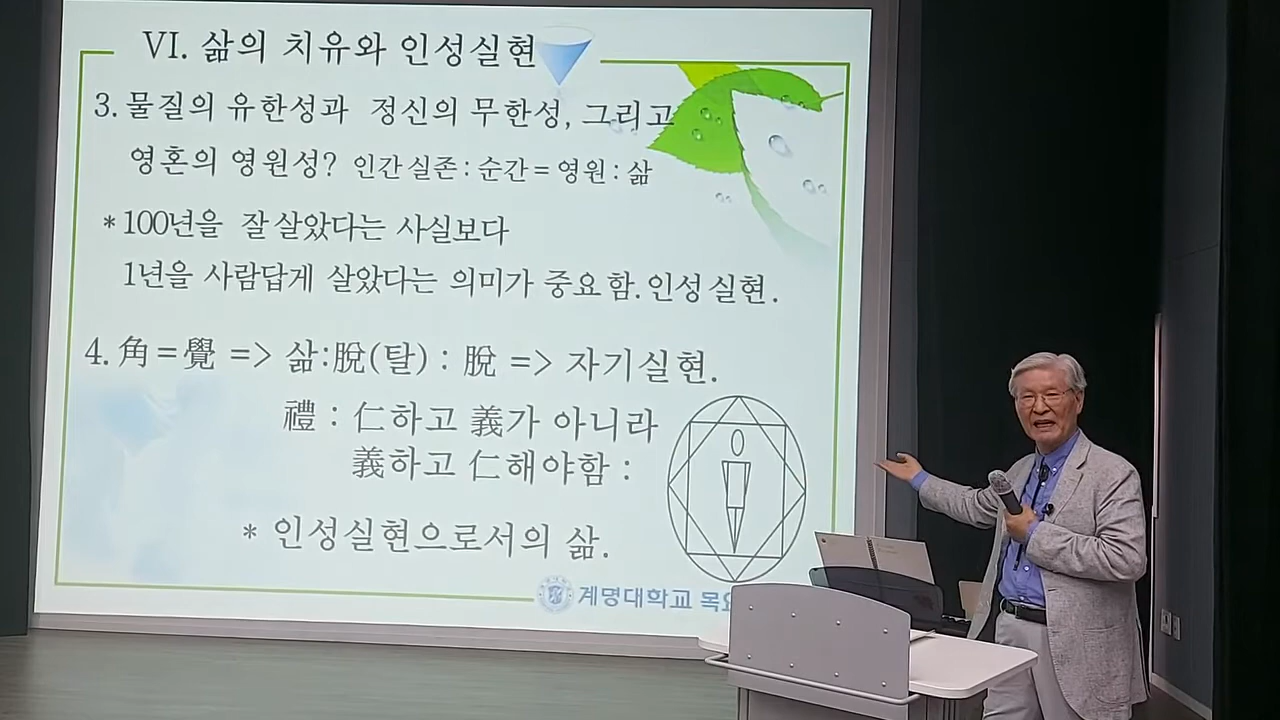 VI. 삶의 치유와 인성실현
3. 물질의 유한성과 정신의 무한성, 그리고
영혼의 영원성? 인간 실존 : 순간 = 영원 : 삶
* 100년을 잘 살았다는 사실보다
1년을 사람답게 살았다는 의미가 중요함. 인성 실현.
4. 角 = 覺 => 삶:脫(탈) : 脫 => 자기실현.
禮 : 仁하고 義가 아니라
義하고 仁해야함 :
* 인성실현으로서의 삶.
계명대학교